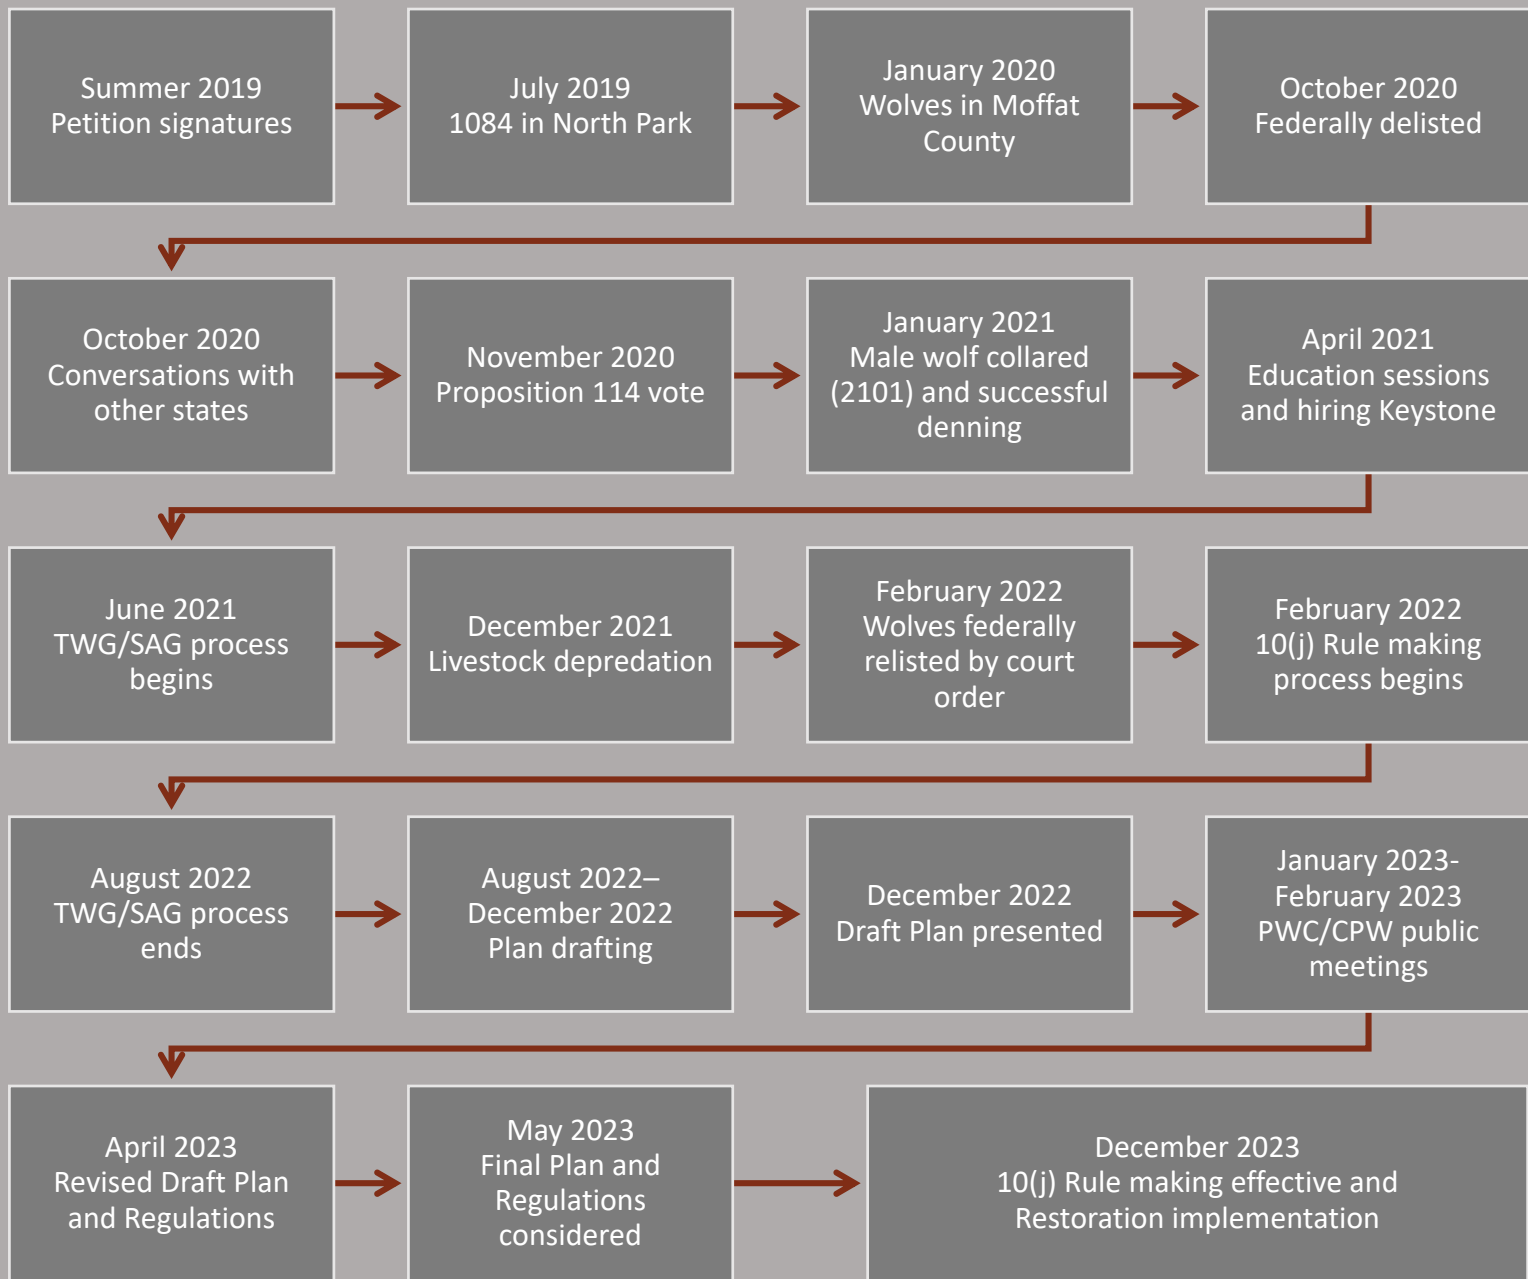 Summer 2019
Petition signatures
July 2019
1084 in North Park
January 2020
Wolves in Moffat
County
October 2020
Federally delisted
October 2020
Conversations with
other states
November 2020
Proposition 114 vote
January 2021
Male wolf collared
(2101) and successful
denning
April 2021
Education sessions
and hiring Keystone
June 2021
TWG/SAG process
begins
December 2021
Livestock depredation
February 2022
Wolves federally
relisted by court
order
February 2022
10(j) Rule making
process begins
August 2022
TWG/SAG process
ends
August 2022–
December 2022
Plan drafting
December 2022
Draft Plan presented
January 2023-
February 2023
PWC/CPW public
meetings
April 2023
Revised Draft Plan
and Regulations
May 2023
Final Plan and
Regulations
considered
December 2023
10(j) Rule making effective and
Restoration implementation